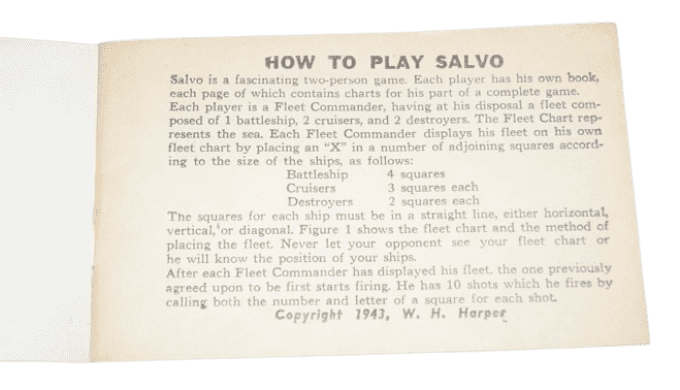 HOW TO PLAY SALVO
Salvo is a fascinating two-person game. Each player has his own book,
each page of which contains charts for his part of a complete game.
Each player is a Fleet Commander, having at his disposal a fleet com-
posed of 1 battleship, 2 cruisers, and 2 destroyers. The Fleet Chart rep-
resents the sea. Each Fleet Commander displays his fleet on his own
fleet chart by placing an "X" in a number of adjoining squares accord-
ing to the size of the ships, as follows:
Battleship 4 squares
Cruisers 3 squares each
Destroyers 2 squares each
The squares for each ship must be in a straight line, either horizontal,
vertical, or diagonal. Figure 1 shows the fleet chart and the method of
placing the fleet. Never let your opponent see your fleet chart or
he will know the position of your ships.
After each Fleet Commander has displayed his fleet, the one previously
agreed upon to be first starts firing. He has 10 shots which he fires by
calling both the number and letter of a square for each shot.
Copyright 1943, W. H. Harper